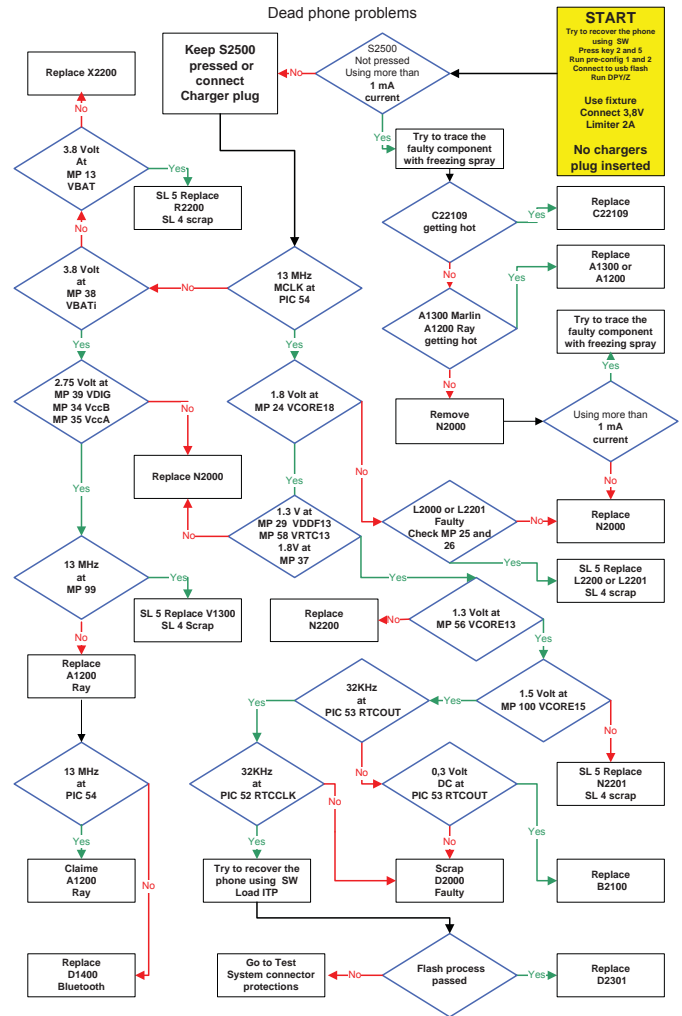 Dead phone problems
START
Try to recover the phone
using SW
Press key 2 and 5
Run pre-config 1 and 2
Connect to usb flash
Run DPY/Z
Use fixture
Connect 3,8V
Limiter 2A
No chargers
plug inserted
S2500
Not pressed
Using more than
1 mA
current
No
Yes
Keep S2500
pressed or
connect
Charger plug
Replace X2200
No
3.8 Volt
At
MP 13
VBAT
Yes
SL 5 Replace
R2200
SL 4 scrap
No
3.8 Volt
at
MP 38
VBATi
No
13 MHz
MCLK at
PIC 54
Yes
Yes
Try to trace the
faulty component
with freezing spray
C22109
getting hot
Yes
Replace
C22109
No
A1300 Marlin
A1200 Ray
getting hot
Yes
Replace
A1300 or
A1200
No
Remove
N2000
Try to trace the
faulty component
with freezing spray
Yes
Using more than
1 mA
current
No
Replace
N2000
2.75 Volt at
MP 39 VDIG
MP 34 VccB
MP 35 VccA
No
Yes
Replace N2000
1.8 Volt at
MP 24 VCORE18
No
Yes
L2000 or L2201
Faulty
Check MP 25 and
26
No
Yes
SL 5 Replace
L2200 or L2201
SL 4 scrap
1.3 V at
MP 29 VDDF13
MP 58 VRTC13
1.8V at
MP 37
No
Yes
13 MHz
at
MP 99
Yes
SL 5 Replace V1300
SL 4 Scrap
No
Replace
A1200
Ray
Replace
N2200
No
1.3 Volt at
MP 56 VCORE13
Yes
1.5 Volt at
MP 100 VCORE15
Yes
No
SL 5 Replace
N2201
SL 4 scrap
32KHz
at
PIC 53 RTCOUT
Yes
No
13 MHz
at
PIC 54
Yes
No
32KHz
at
PIC 52 RTCCLK
No
Yes
0,3 Volt
DC at
PIC 53 RTCOUT
No
Yes
Claime
A1200
Ray
Try to recover the
phone using SW
Load ITP
Scrap
D2000
Faulty
Replace
B2100
Replace
D1400
Bluetooth
Go to Test
System connector
protections
No
Flash process
passed
Yes
Replace
D2301